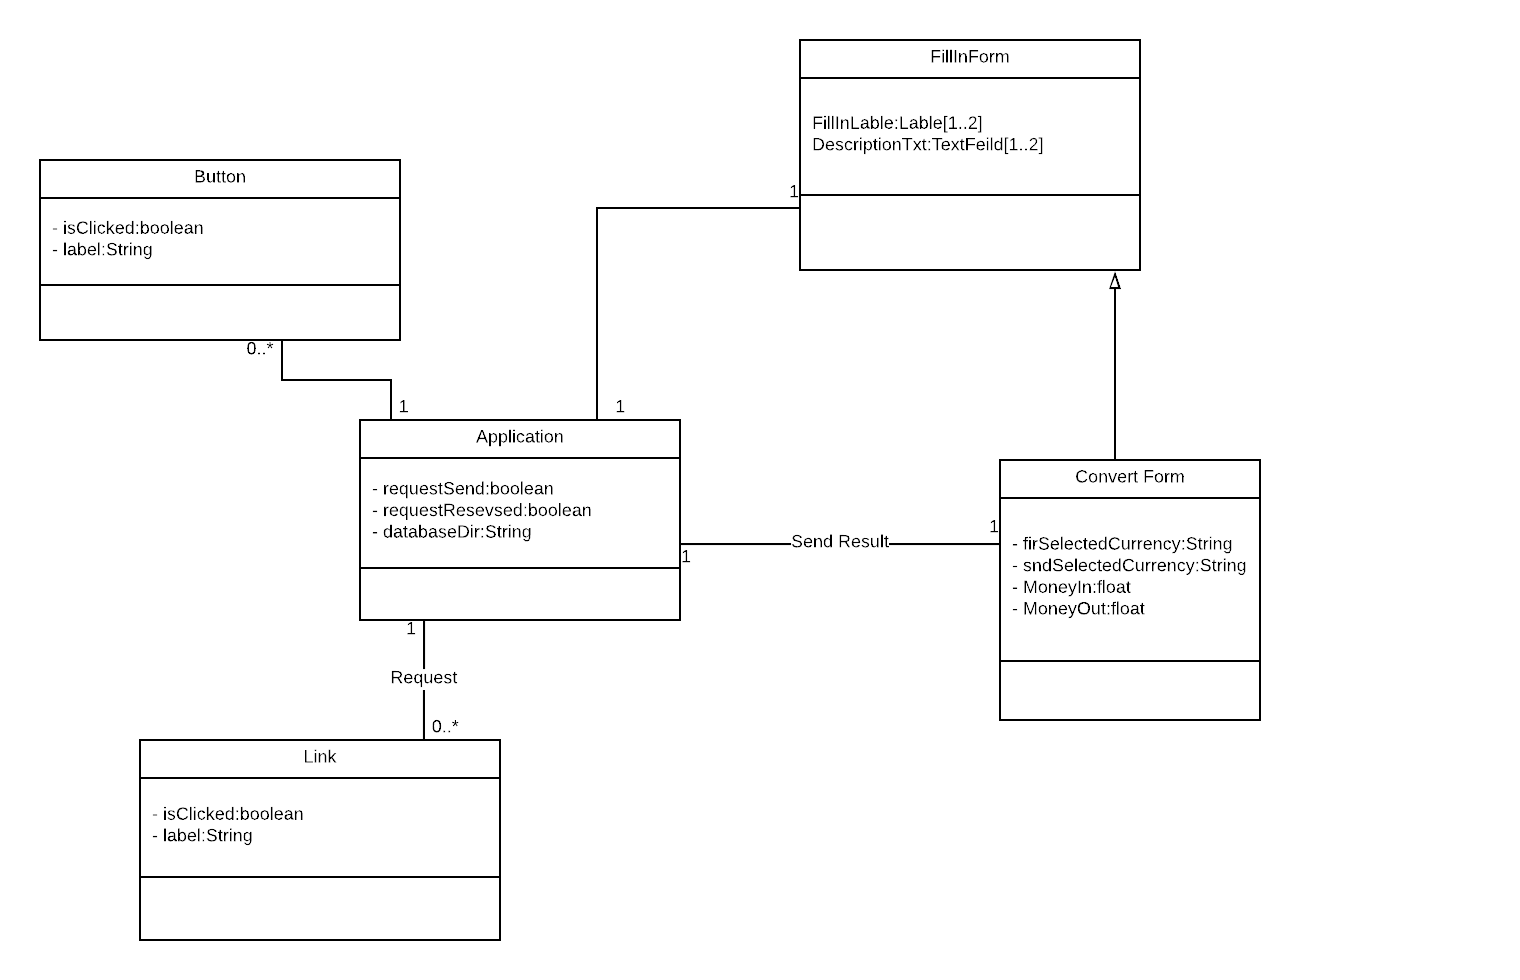 FillInForm
FillInLable:Lable[1..2]
DescriptionTxt:TextFeild[1..2]
1
Button
- isClicked:boolean
- label:String
0..*
1
1
Application
- requestSend:boolean
- requestResevsed:boolean
- databaseDir:String
1
Send Result
1
Convert Form
- firSelectedCurrency:String
- sndSelectedCurrency:String
- MoneyIn:float
- MoneyOut:float
1
Request
0..*
Link
- isClicked:boolean
- label:String